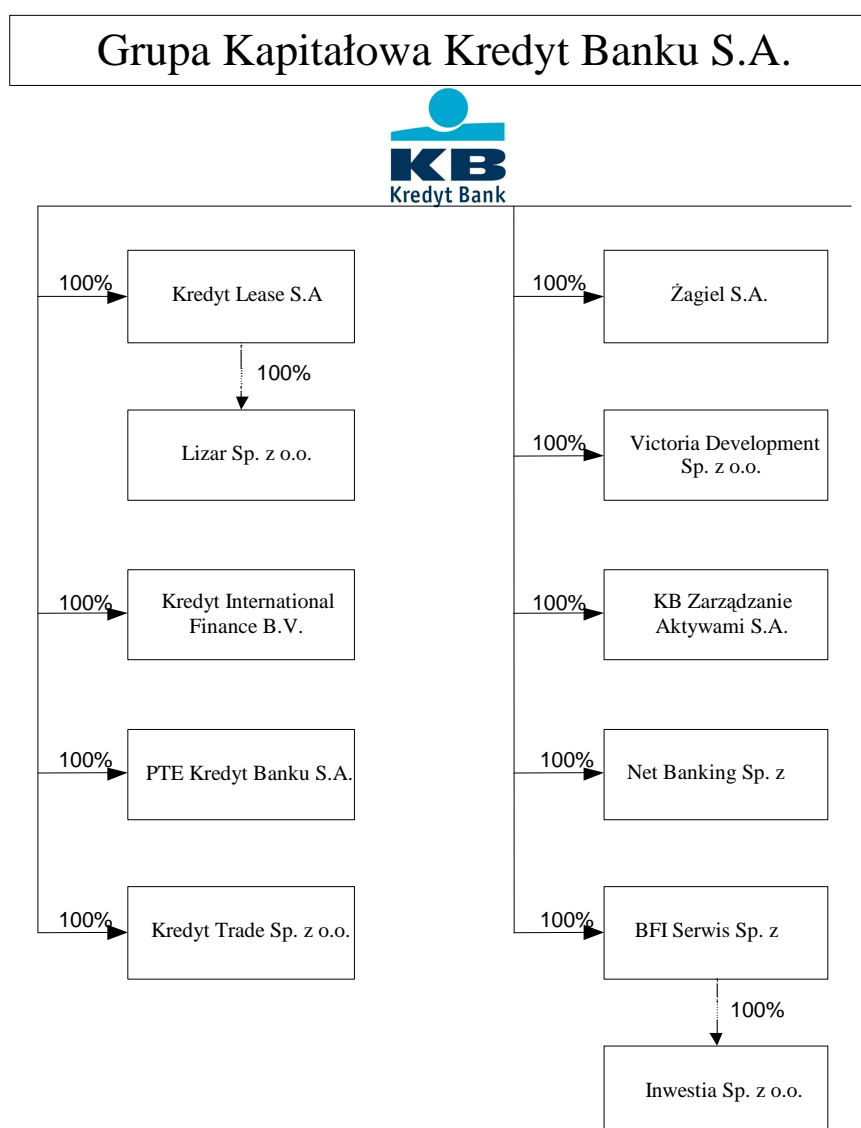 Grupa Kapitałowa Kredyt Banku S.A.
KB
Kredyt Bank
100%
Kredyt Lease S.A
100%
Lizar Sp. z o.o.
100%
Kredyt International
Finance B.V.
100%
PTE Kredyt Banku S.A.
100%
Kredyt Trade Sp. z o.o.
100%
Żagiel S.A.
100%
Victoria Development
Sp. z o.o.
100%
KB Zarządzanie
Aktywami S.A.
100%
Net Banking Sp. z
100%
BFI Serwis Sp. z
100%
Inwestia Sp. z o.o.